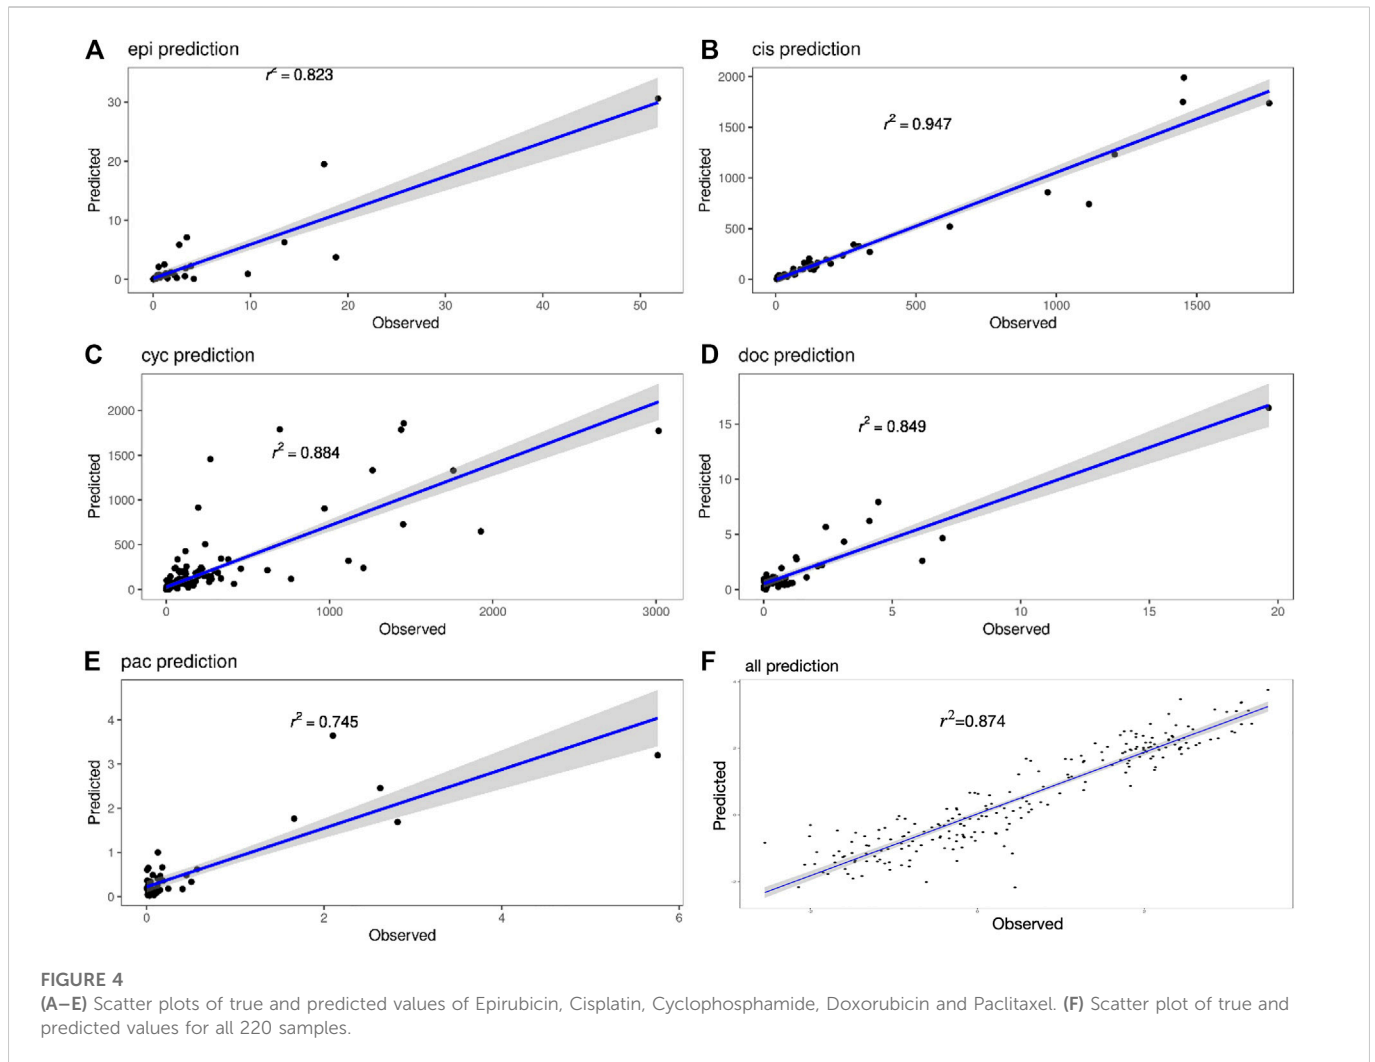 A epi prediction
r² = 0.823
30
20
10
0
Predicted
0 10 20 30 40 50
Observed
B cis prediction
r² = 0.947
2000
1500
1000
500
0
Predicted
500 1000 1500
Observed
C cyc prediction
r² = 0.884
2000
1500
1000
500
0
Predicted
0 1000 2000 3000
Observed
D doc prediction
r² = 0.849
15
10
5
0
Predicted
0 5 10 15 20
Observed
E pac prediction
r² = 0.745
4
3
2
1
0
Predicted
0 2 4 6
Observed
F all prediction
r²=0.874
Predicted
Observed
FIGURE 4
(A–E) Scatter plots of true and predicted values of Epirubicin, Cisplatin, Cyclophosphamide, Doxorubicin and Paclitaxel. (F) Scatter plot of true and
predicted values for all 220 samples.